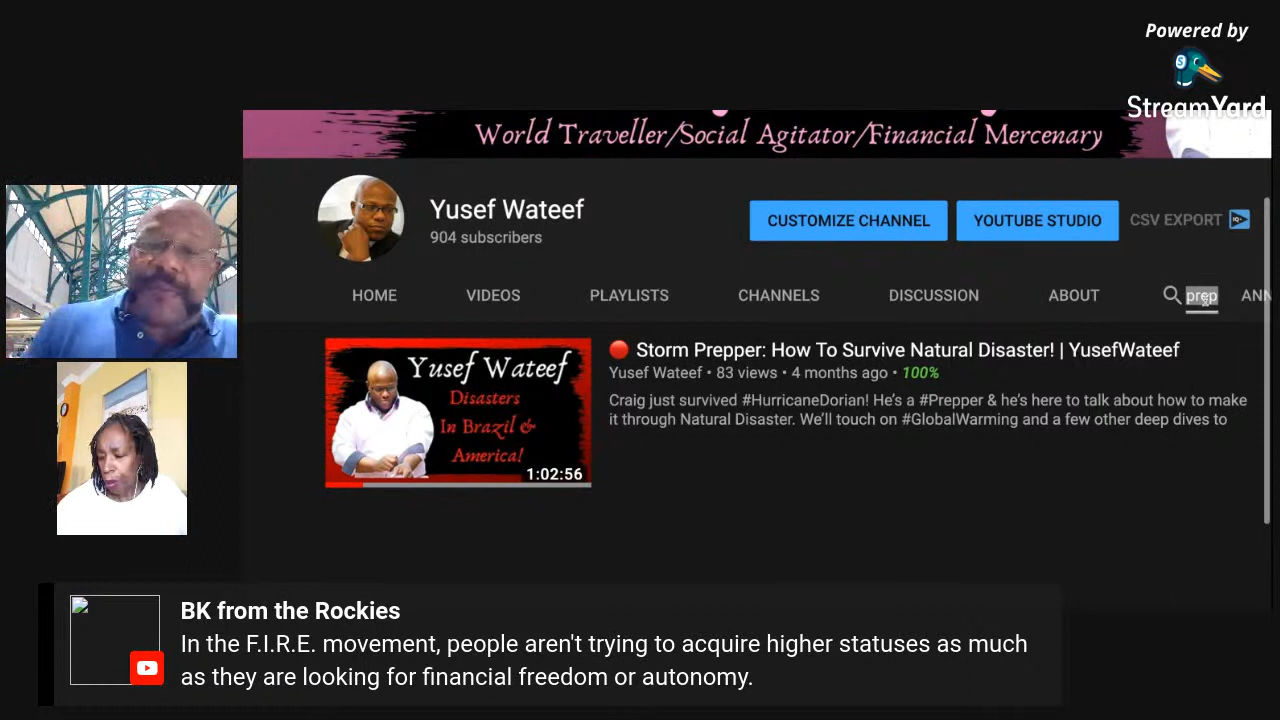 Powered by
StreamYard
World Traveller/Social Agitator/Financial Mercenary
Yusef Wateef
904 subscribers
CUSTOMIZE CHANNEL
YOUTUBE STUDIO
CSV EXPORT
HOME VIDEOS PLAYLISTS CHANNELS DISCUSSION ABOUT prep ANN
Yusef Wateef
Disasters
In Brazil &
America!
1:02:56
Storm Prepper: How To Survive Natural Disaster! | YusefWateef
Yusef Wateef • 83 views • 4 months ago • 100%
Craig just survived #HurricaneDorian! He's a #Prepper & he's here to talk about how to make
it through Natural Disaster. We'll touch on #GlobalWarming and a few other deep dives to
BK from the Rockies
In the F.I.R.E. movement, people aren't trying to acquire higher statuses as much
as they are looking for financial freedom or autonomy.